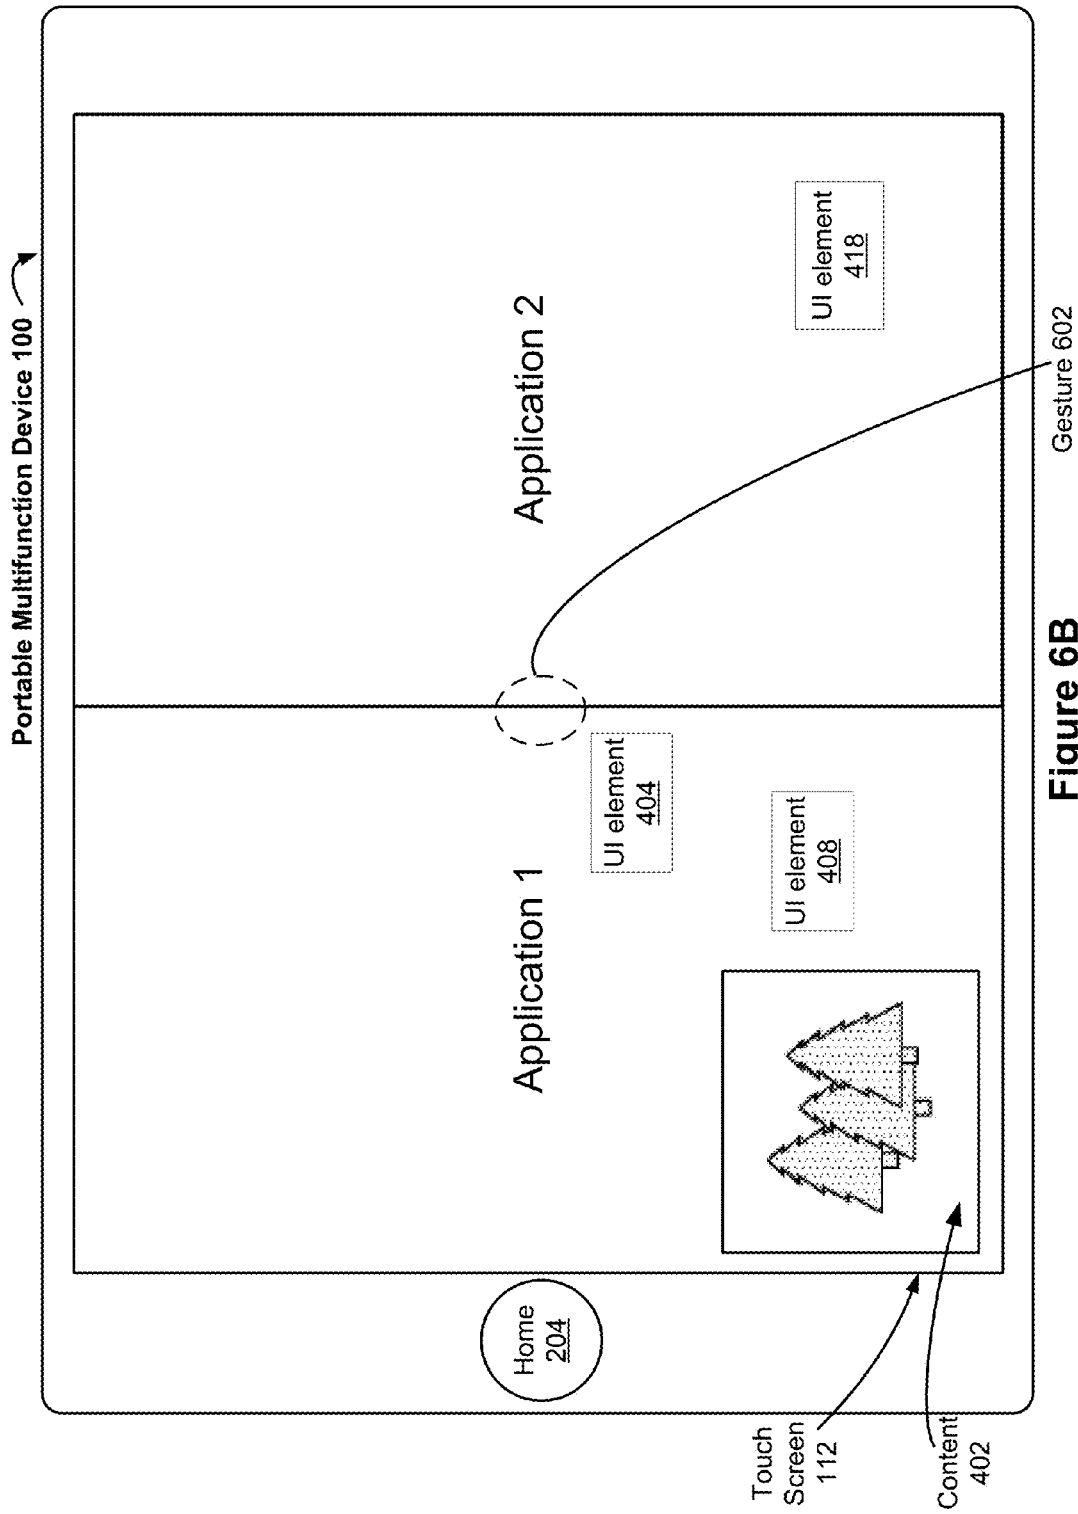 Portable Multifunction Device 100
Application 1
Application 2
UI element
404
UI element
408
UI element
418
Home
204
Touch
Screen
112
Content
402
Gesture 602
Figure 6B